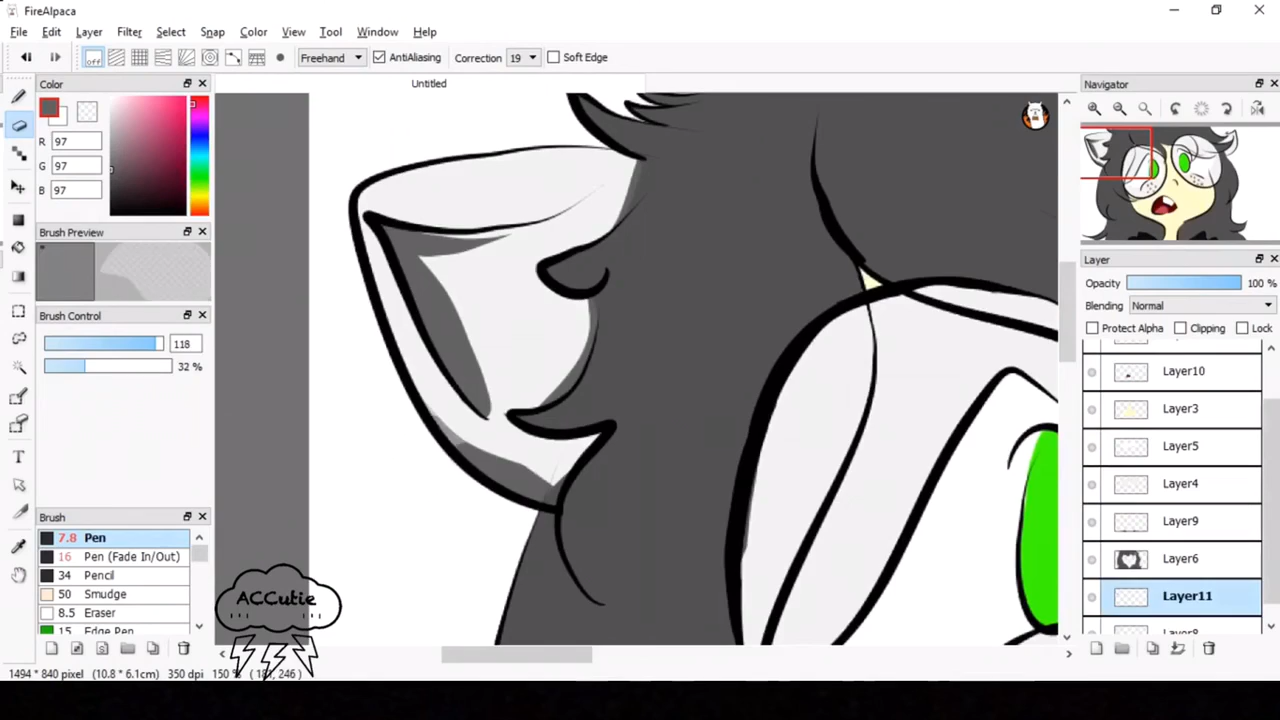 FireAlpaca
File Edit Layer Filter Select Snap Color View Tool Window Help
off Freehand AntiAliasing Correction 19 Soft Edge
Untitled
Color
R 97
G 97
B 97
Brush Preview
Brush Control
118
32 %
Brush
7.8 Pen
16 Pen (Fade In/Out)
34 Pencil
50 Smudge
8.5 Eraser
15 Edge Pen
ACCutie
Navigator
Layer
Opacity 100 %
Blending Normal
Protect Alpha Clipping Lock
Layer10
Layer3
Layer5
Layer4
Layer9
Layer6
Layer11
1494 * 840 pixel (10.8 * 6.1cm) 350 dpi 150 %